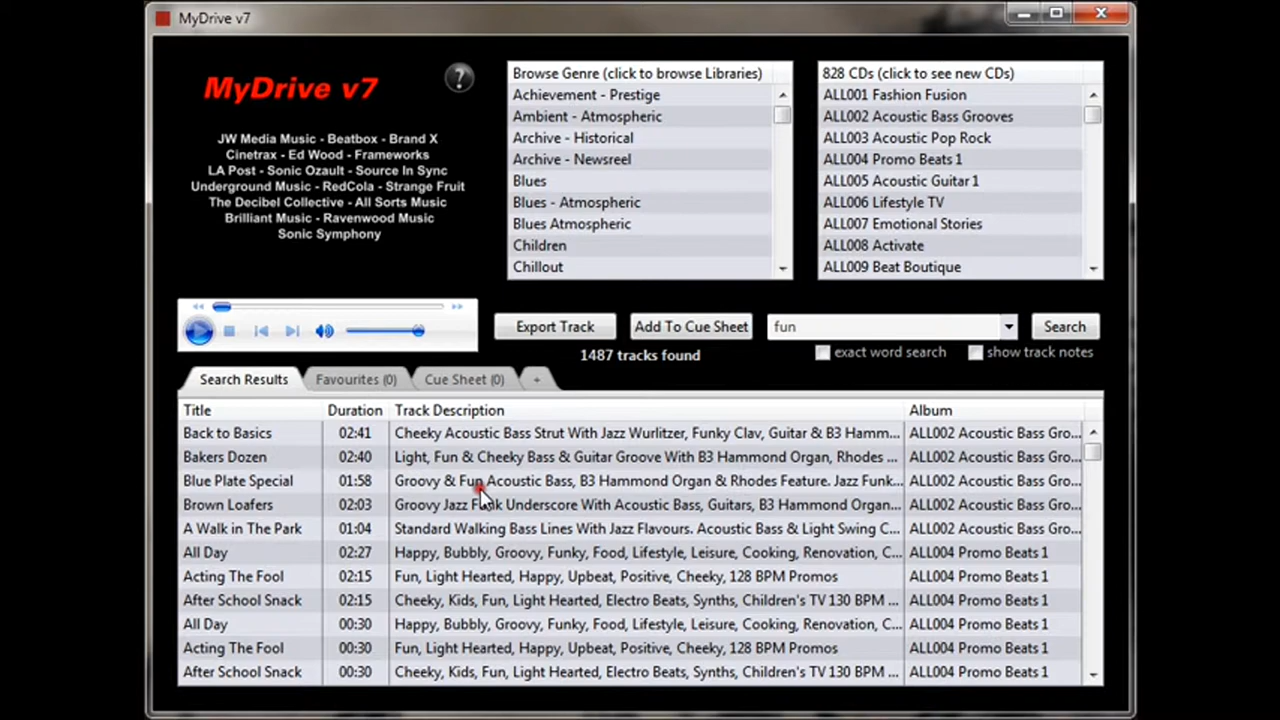 MyDrive v7
MyDrive v7
?
JW Media Music - Beatbox - Brand X
Cinetrax - Ed Wood - Frameworks
LA Post - Sonic Ozault - Source In Sync
Underground Music - RedCola - Strange Fruit
The Decibel Collective - All Sorts Music
Brilliant Music - Ravenwood Music
Sonic Symphony
Browse Genre (click to browse Libraries)
Achievement - Prestige
Ambient - Atmospheric
Archive - Historical
Archive - Newsreel
Blues
Blues - Atmospheric
Blues Atmospheric
Children
Chillout
828 CDs (click to see new CDs)
ALL001 Fashion Fusion
ALL002 Acoustic Bass Grooves
ALL003 Acoustic Pop Rock
ALL004 Promo Beats 1
ALL005 Acoustic Guitar 1
ALL006 Lifestyle TV
ALL007 Emotional Stories
ALL008 Activate
ALL009 Beat Boutique
Export Track
Add To Cue Sheet
fun
Search
1487 tracks found
exact word search
show track notes
Search Results
Favourites (0)
Cue Sheet (0)
+
Title Duration Track Description Album
Back to Basics 02:41 Cheeky Acoustic Bass Strut With Jazz Wurlitzer, Funky Clav, Guitar & B3 Hamm... ALL002 Acoustic Bass Gro...
Bakers Dozen 02:40 Light, Fun & Cheeky Bass & Guitar Groove With B3 Hammond Organ, Rhodes ... ALL002 Acoustic Bass Gro...
Blue Plate Special 01:58 Groovy & Fun Acoustic Bass, B3 Hammond Organ & Rhodes Feature. Jazz Funk... ALL002 Acoustic Bass Gro...
Brown Loafers 02:03 Groovy Jazz Funk Underscore With Acoustic Bass, Guitars, B3 Hammond Organ... ALL002 Acoustic Bass Gro...
A Walk in The Park 01:04 Standard Walking Bass Lines With Jazz Flavours. Acoustic Bass & Light Swing C... ALL002 Acoustic Bass Gro...
All Day 02:27 Happy, Bubbly, Groovy, Funky, Food, Lifestyle, Leisure, Cooking, Renovation, C... ALL004 Promo Beats 1
Acting The Fool 02:15 Fun, Light Hearted, Happy, Upbeat, Positive, Cheeky, 128 BPM Promos ALL004 Promo Beats 1
After School Snack 02:15 Cheeky, Kids, Fun, Light Hearted, Electro Beats, Synths, Children's TV 130 BPM ... ALL004 Promo Beats 1
All Day 00:30 Happy, Bubbly, Groovy, Funky, Food, Lifestyle, Leisure, Cooking, Renovation, C... ALL004 Promo Beats 1
Acting The Fool 00:30 Fun, Light Hearted, Happy, Upbeat, Positive, Cheeky, 128 BPM Promos ALL004 Promo Beats 1
After School Snack 00:30 Cheeky, Kids, Fun, Light Hearted, Electro Beats, Synths, Children's TV 130 BPM ... ALL004 Promo Beats 1